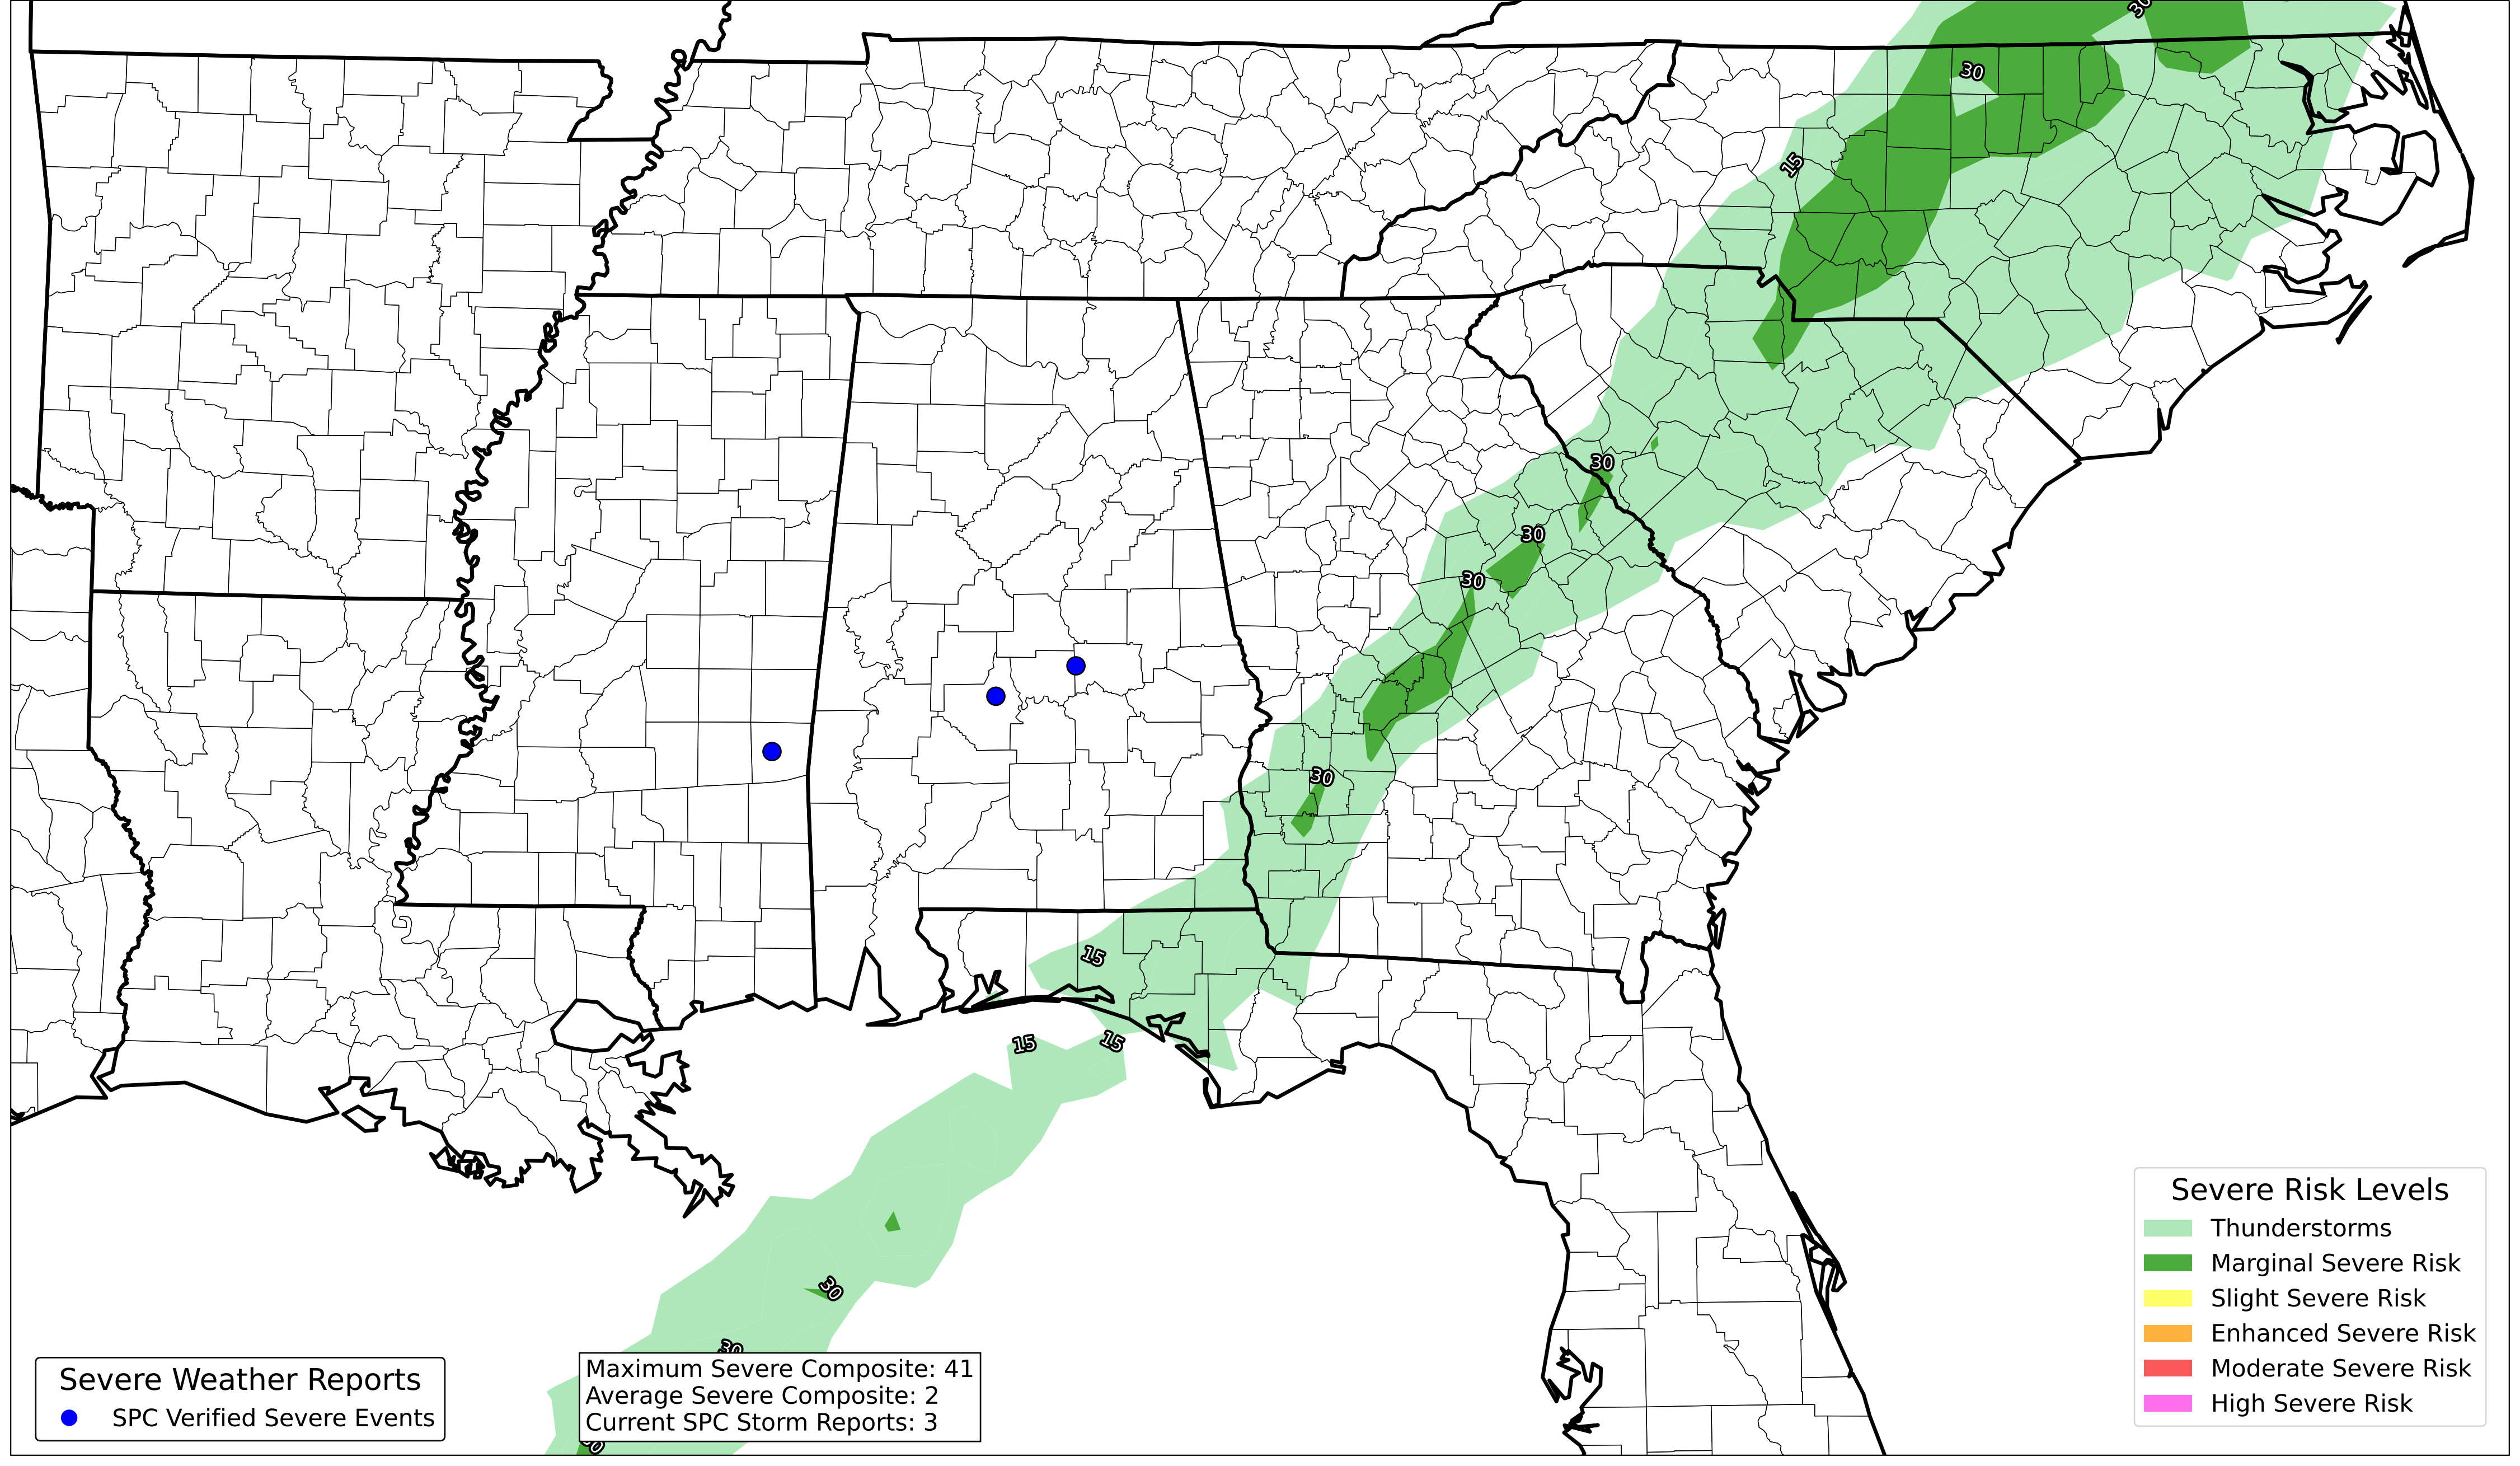 30
30
15
30
30
30
30
15
15
15
30
30
30
Severe Risk Levels
Thunderstorms
Marginal Severe Risk
Slight Severe Risk
Enhanced Severe Risk
Moderate Severe Risk
High Severe Risk
Severe Weather Reports
SPC Verified Severe Events
Maximum Severe Composite: 41
Average Severe Composite: 2
Current SPC Storm Reports: 3